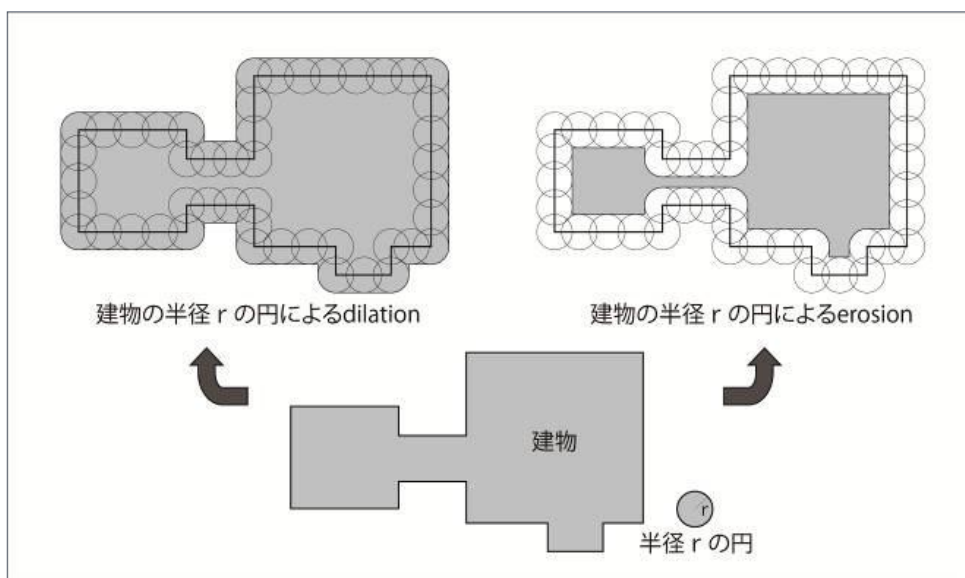 建物の半径 r の円によるdilation
建物の半径 r の円によるerosion
建物
r
半径 r の円